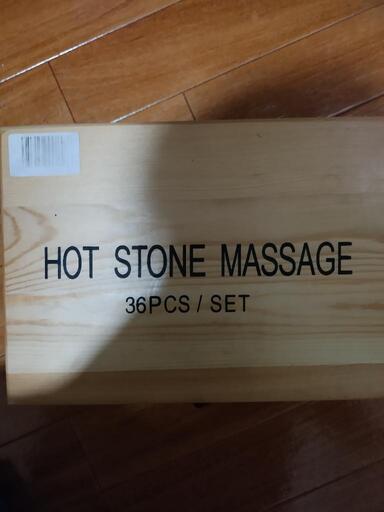 HOT STONE MASSAGE
36PCS / SET